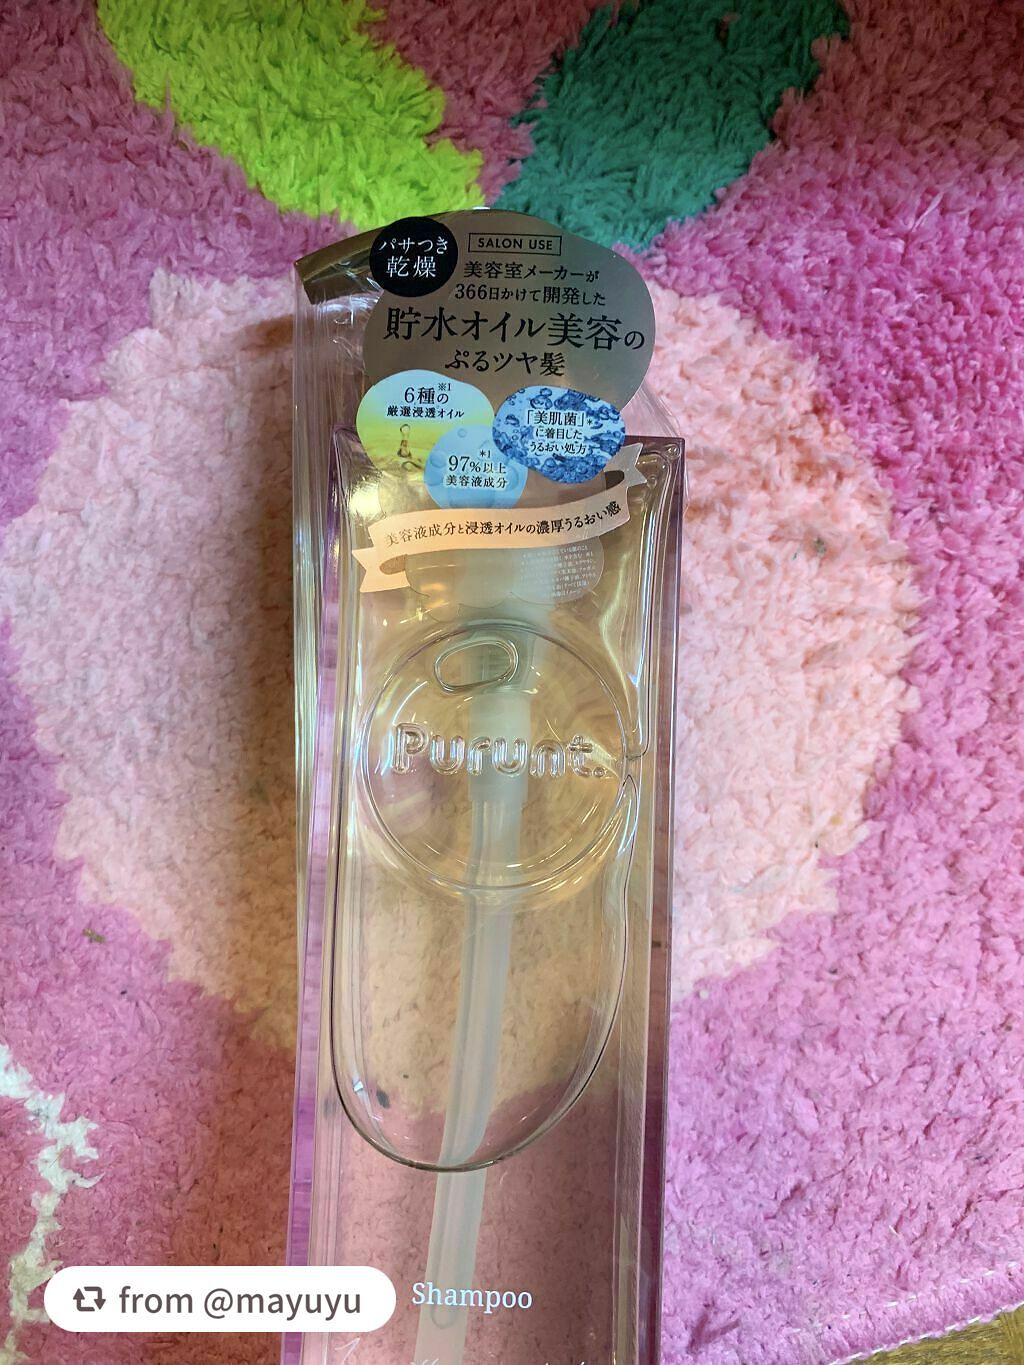 パサつき
乾燥
SALON USE
美容室メーカーが
366日かけて開発した
貯水オイル美容の
ぷるツヤ髪
6種の※1
厳選浸透オイル
「美肌菌」*
に着目した
うるおい処方
*1
97%以上
美容液成分
美容液成分と浸透オイルの濃厚うるおい感
Purunt.
Shampoo
from @mayuyu